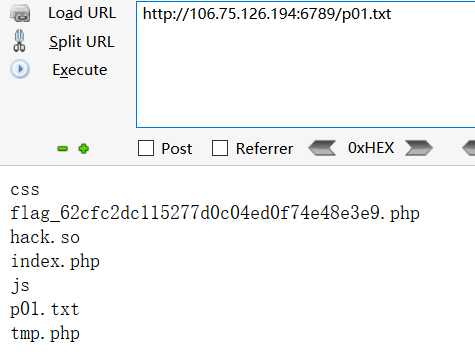 Load URL
http://106.75.126.194:6789/p01.txt
Split URL
Execute
Post
Referrer
0xHEX
css
flag_62cfc2dc115277d0c04ed0f74e48e3e9.php
hack.so
index.php
js
p01.txt
tmp.php